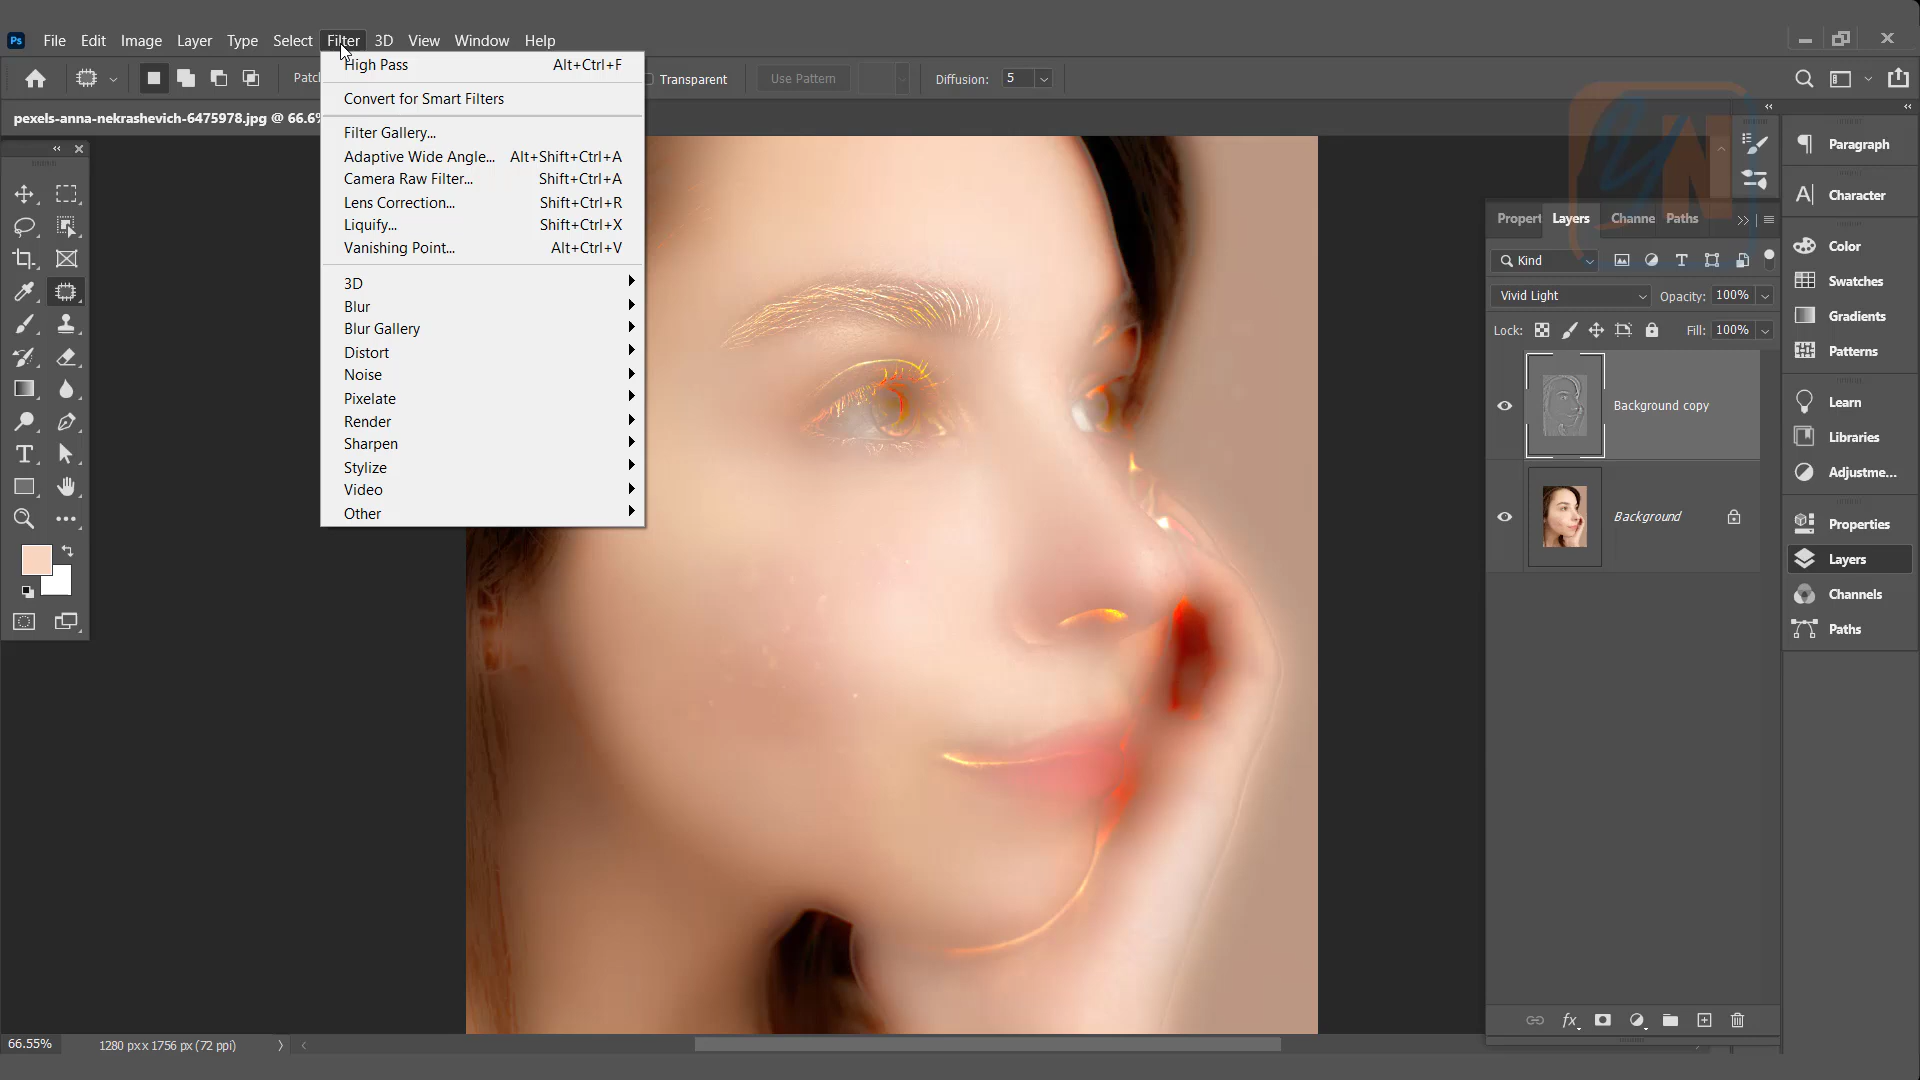 Ps File Edit Image Layer Type Select Filter 3D View Window Help
Patch Transparent Use Pattern Diffusion: 5
pexels-anna-nekrashevich-6475978.jpg @ 66.6%
High Pass Alt+Ctrl+F
Convert for Smart Filters
Filter Gallery...
Adaptive Wide Angle... Alt+Shift+Ctrl+A
Camera Raw Filter... Shift+Ctrl+A
Lens Correction... Shift+Ctrl+R
Liquify... Shift+Ctrl+X
Vanishing Point... Alt+Ctrl+V
3D
Blur
Blur Gallery
Distort
Noise
Pixelate
Render
Sharpen
Stylize
Video
Other
Propert Layers Channe Paths
Kind
Vivid Light Opacity: 100%
Lock: Fill: 100%
Background copy
Background
fx
Paragraph
Character
Color
Swatches
Gradients
Patterns
Learn
Libraries
Adjustme...
Properties
Layers
Channels
Paths
66.55% 1280 px x 1756 px (72 ppi)